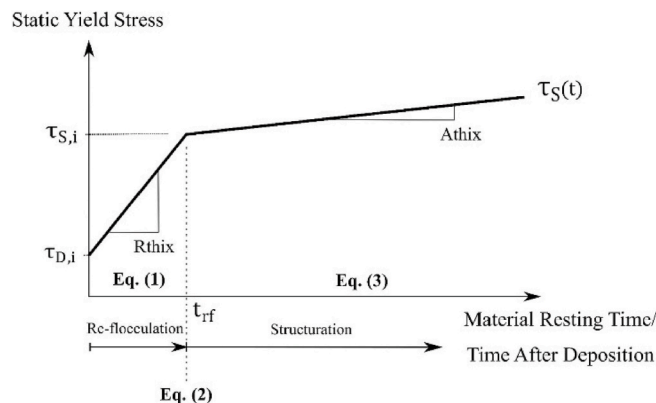 Static Yield Stress
τS(t)
τS,i
Athix
τD,i
Rthix
Eq. (1)
Eq. (3)
trf
Material Resting Time/
Time After Deposition
Re-flocculation
Structuration
Eq. (2)